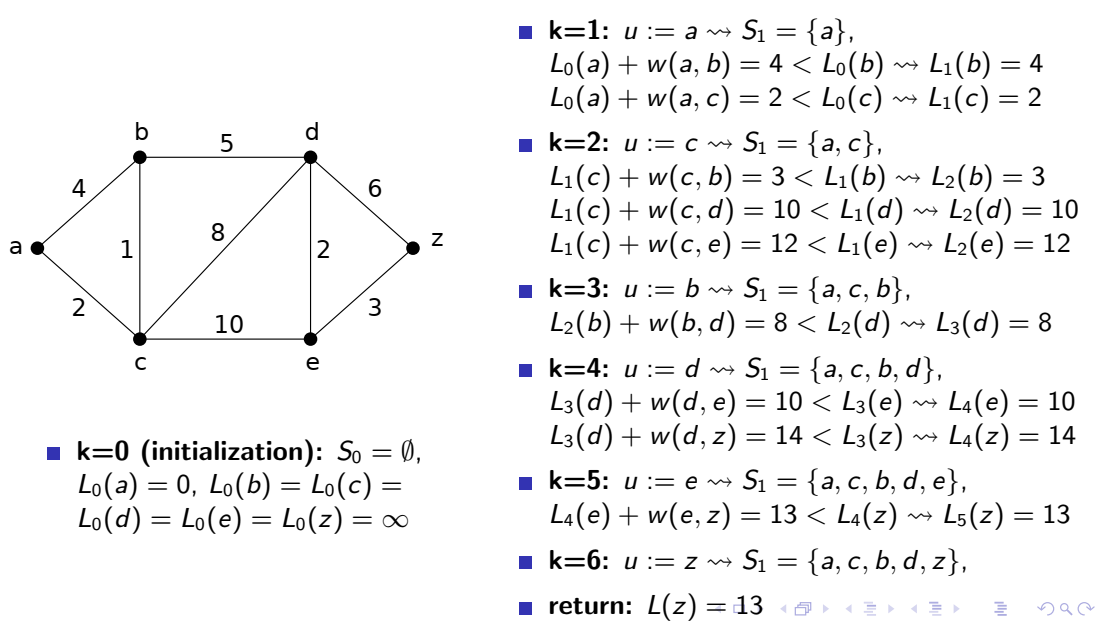 b
d
5
4
6
a
1
8
2
z
2
10
3
c
e
k=0 (initialization): S₀ = ∅,
L₀(a) = 0, L₀(b) = L₀(c) =
L₀(d) = L₀(e) = L₀(z) = ∞
k=1: u := a ⇝ S₁ = {a},
L₀(a) + w(a, b) = 4 < L₀(b) ⇝ L₁(b) = 4
L₀(a) + w(a, c) = 2 < L₀(c) ⇝ L₁(c) = 2
k=2: u := c ⇝ S₁ = {a, c},
L₁(c) + w(c, b) = 3 < L₁(b) ⇝ L₂(b) = 3
L₁(c) + w(c, d) = 10 < L₁(d) ⇝ L₂(d) = 10
L₁(c) + w(c, e) = 12 < L₁(e) ⇝ L₂(e) = 12
k=3: u := b ⇝ S₁ = {a, c, b},
L₂(b) + w(b, d) = 8 < L₂(d) ⇝ L₃(d) = 8
k=4: u := d ⇝ S₁ = {a, c, b, d},
L₃(d) + w(d, e) = 10 < L₃(e) ⇝ L₄(e) = 10
L₃(d) + w(d, z) = 14 < L₃(z) ⇝ L₄(z) = 14
k=5: u := e ⇝ S₁ = {a, c, b, d, e},
L₄(e) + w(e, z) = 13 < L₄(z) ⇝ L₅(z) = 13
k=6: u := z ⇝ S₁ = {a, c, b, d, z},
return: L(z) = 13